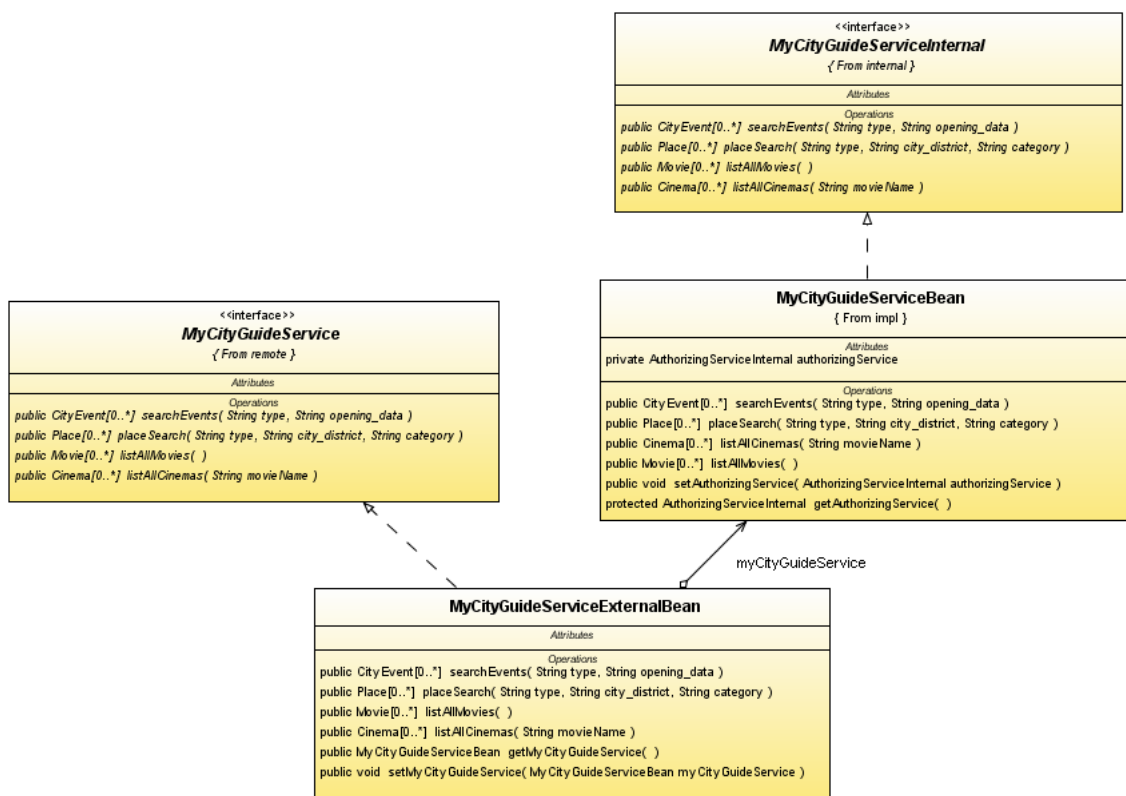 <<interface>>
MyCityGuideServiceInternal
{ From internal }
Attributes
Operations
public CityEvent[0..*] searchEvents( String type, String opening_data )
public Place[0..*] placeSearch( String type, String city_district, String category )
public Movie[0..*] listAllMovies( )
public Cinema[0..*] listAllCinemas( String movieName )
<<interface>>
MyCityGuideService
{ From remote }
Attributes
Operations
public CityEvent[0..*] searchEvents( String type, String opening_data )
public Place[0..*] placeSearch( String type, String city_district, String category )
public Movie[0..*] listAllMovies( )
public Cinema[0..*] listAllCinemas( String movieName )
MyCityGuideServiceBean
{ From impl }
Attributes
private AuthorizingServiceInternal authorizingService
Operations
public CityEvent[0..*] searchEvents( String type, String opening_data )
public Place[0..*] placeSearch( String type, String city_district, String category )
public Cinema[0..*] listAllCinemas( String movieName )
public Movie[0..*] listAllMovies( )
public void setAuthorizingService( AuthorizingServiceInternal authorizingService )
protected AuthorizingServiceInternal getAuthorizingService( )
myCityGuideService
MyCityGuideServiceExternalBean
Attributes
Operations
public CityEvent[0..*] searchEvents( String type, String opening_data )
public Place[0..*] placeSearch( String type, String city_district, String category )
public Movie[0..*] listAllMovies( )
public Cinema[0..*] listAllCinemas( String movieName )
public MyCityGuideServiceBean getMyCityGuideService( )
public void setMyCityGuideService( MyCityGuideServiceBean myCityGuideService )